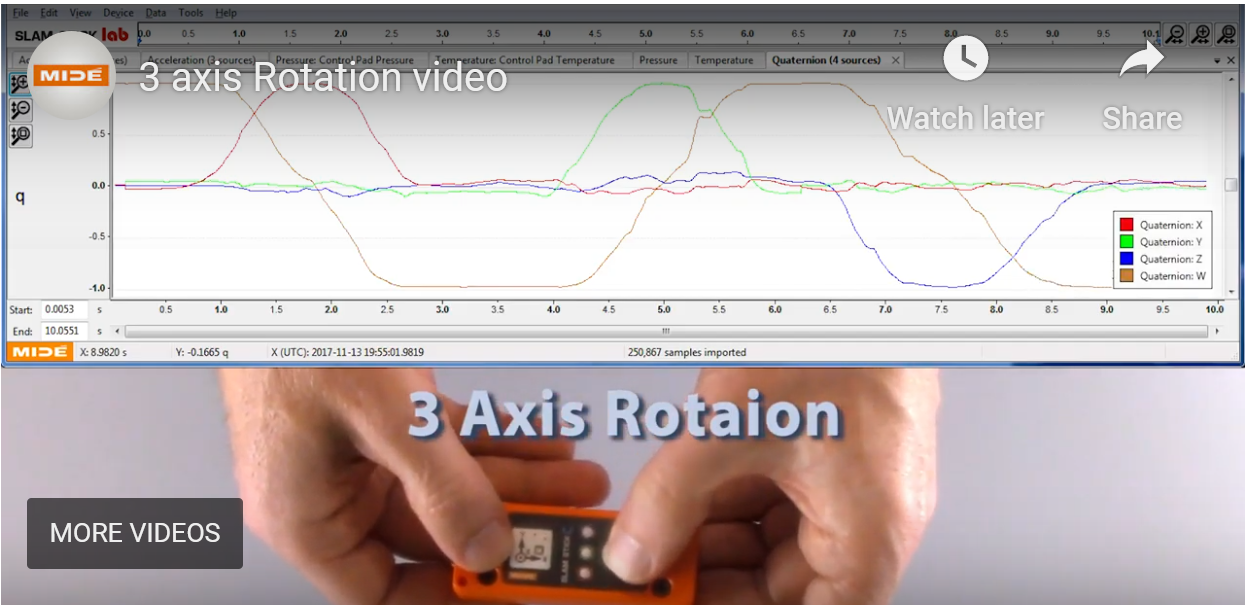 File Edit View Device Data Tools Help
SLAM STICK lab
0.0 0.5 1.0 1.5 2.0 2.5 3.0 3.5 4.0 4.5 5.0 5.5 6.0 6.5 7.0 7.5 8.0 8.5 9.0 9.5 10.1
Acceleration (3 sources) Pressure: Control Pad Pressure Temperature: Control Pad Temperature Pressure Temperature Quaternion (4 sources)
MIDÉ
3 axis Rotation video
Watch later
Share
0.5
0.0
q
-0.5
-1.0
Quaternion: X
Quaternion: Y
Quaternion: Z
Quaternion: W
Start: 0.0053 s
0.5 1.0 1.5 2.0 2.5 3.0 3.5 4.0 4.5 5.0 5.5 6.0 6.5 7.0 7.5 8.0 8.5 9.0 9.5 10.0
End: 10.0551 s
MIDÉ X: 8.9820 s Y: -0.1665 q X (UTC): 2017-11-13 19:55:01.9819 250,867 samples imported
3 Axis Rotaion
SLAM STICK
MORE VIDEOS